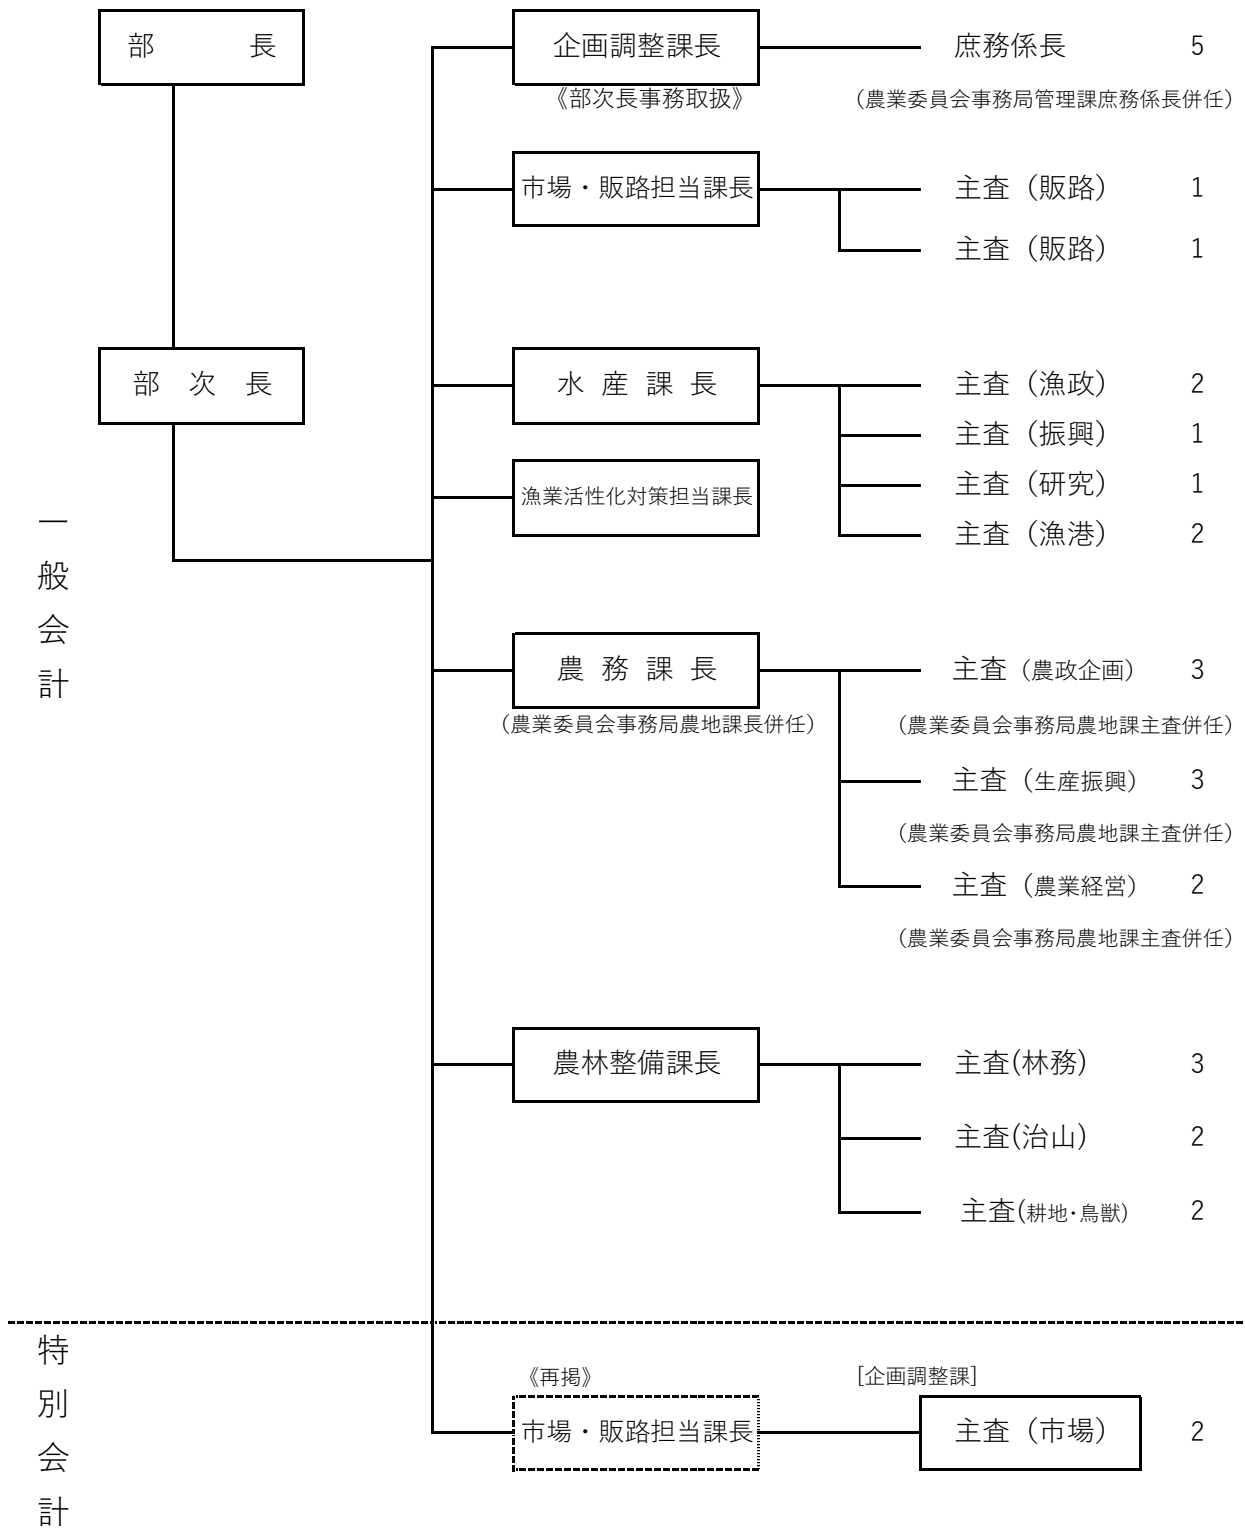 部　長
企画調整課長
庶務係長 5
《部次長事務取扱》
（農業委員会事務局管理課庶務係長併任）
市場・販路担当課長
主査（販路） 1
主査（販路） 1
部　次　長
水 産 課 長
主査（漁政） 2
主査（振興） 1
漁業活性化対策担当課長
主査（研究） 1
主査（漁港） 2
一般会計
農 務 課 長
主査（農政企画） 3
（農業委員会事務局農地課長併任）
（農業委員会事務局農地課主査併任）
主査（生産振興） 3
（農業委員会事務局農地課主査併任）
主査（農業経営） 2
（農業委員会事務局農地課主査併任）
農林整備課長
主査(林務) 3
主査(治山) 2
主査(耕地･鳥獣) 2
特別会計
《再掲》
[企画調整課]
市場・販路担当課長
主査（市場） 2